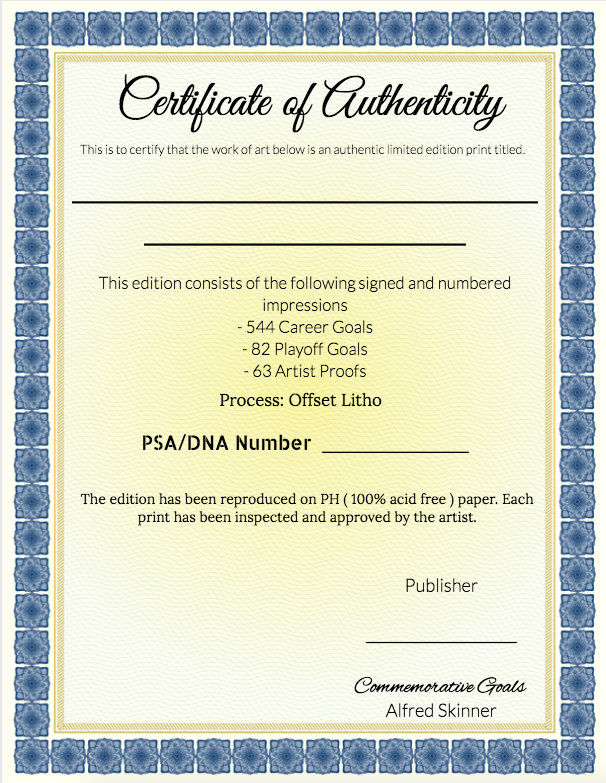 Certificate of Authenticity
This is to certify that the work of art below is an authentic limited edition print titled.
This edition consists of the following signed and numbered
impressions
- 544 Career Goals
- 82 Playoff Goals
- 63 Artist Proofs
Process: Offset Litho
PSA/DNA Number
The edition has been reproduced on PH ( 100% acid free ) paper. Each
print has been inspected and approved by the artist.
Publisher
Commemorative Goals
Alfred Skinner